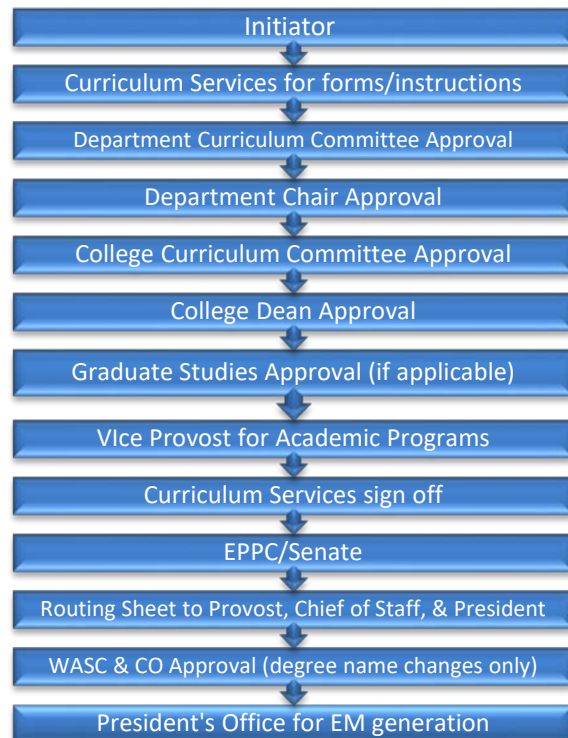 Initiator
Curriculum Services for forms/instructions
Department Curriculum Committee Approval
Department Chair Approval
College Curriculum Committee Approval
College Dean Approval
Graduate Studies Approval (if applicable)
VIce Provost for Academic Programs
Curriculum Services sign off
EPPC/Senate
Routing Sheet to Provost, Chief of Staff, & President
WASC & CO Approval (degree name changes only)
President's Office for EM generation